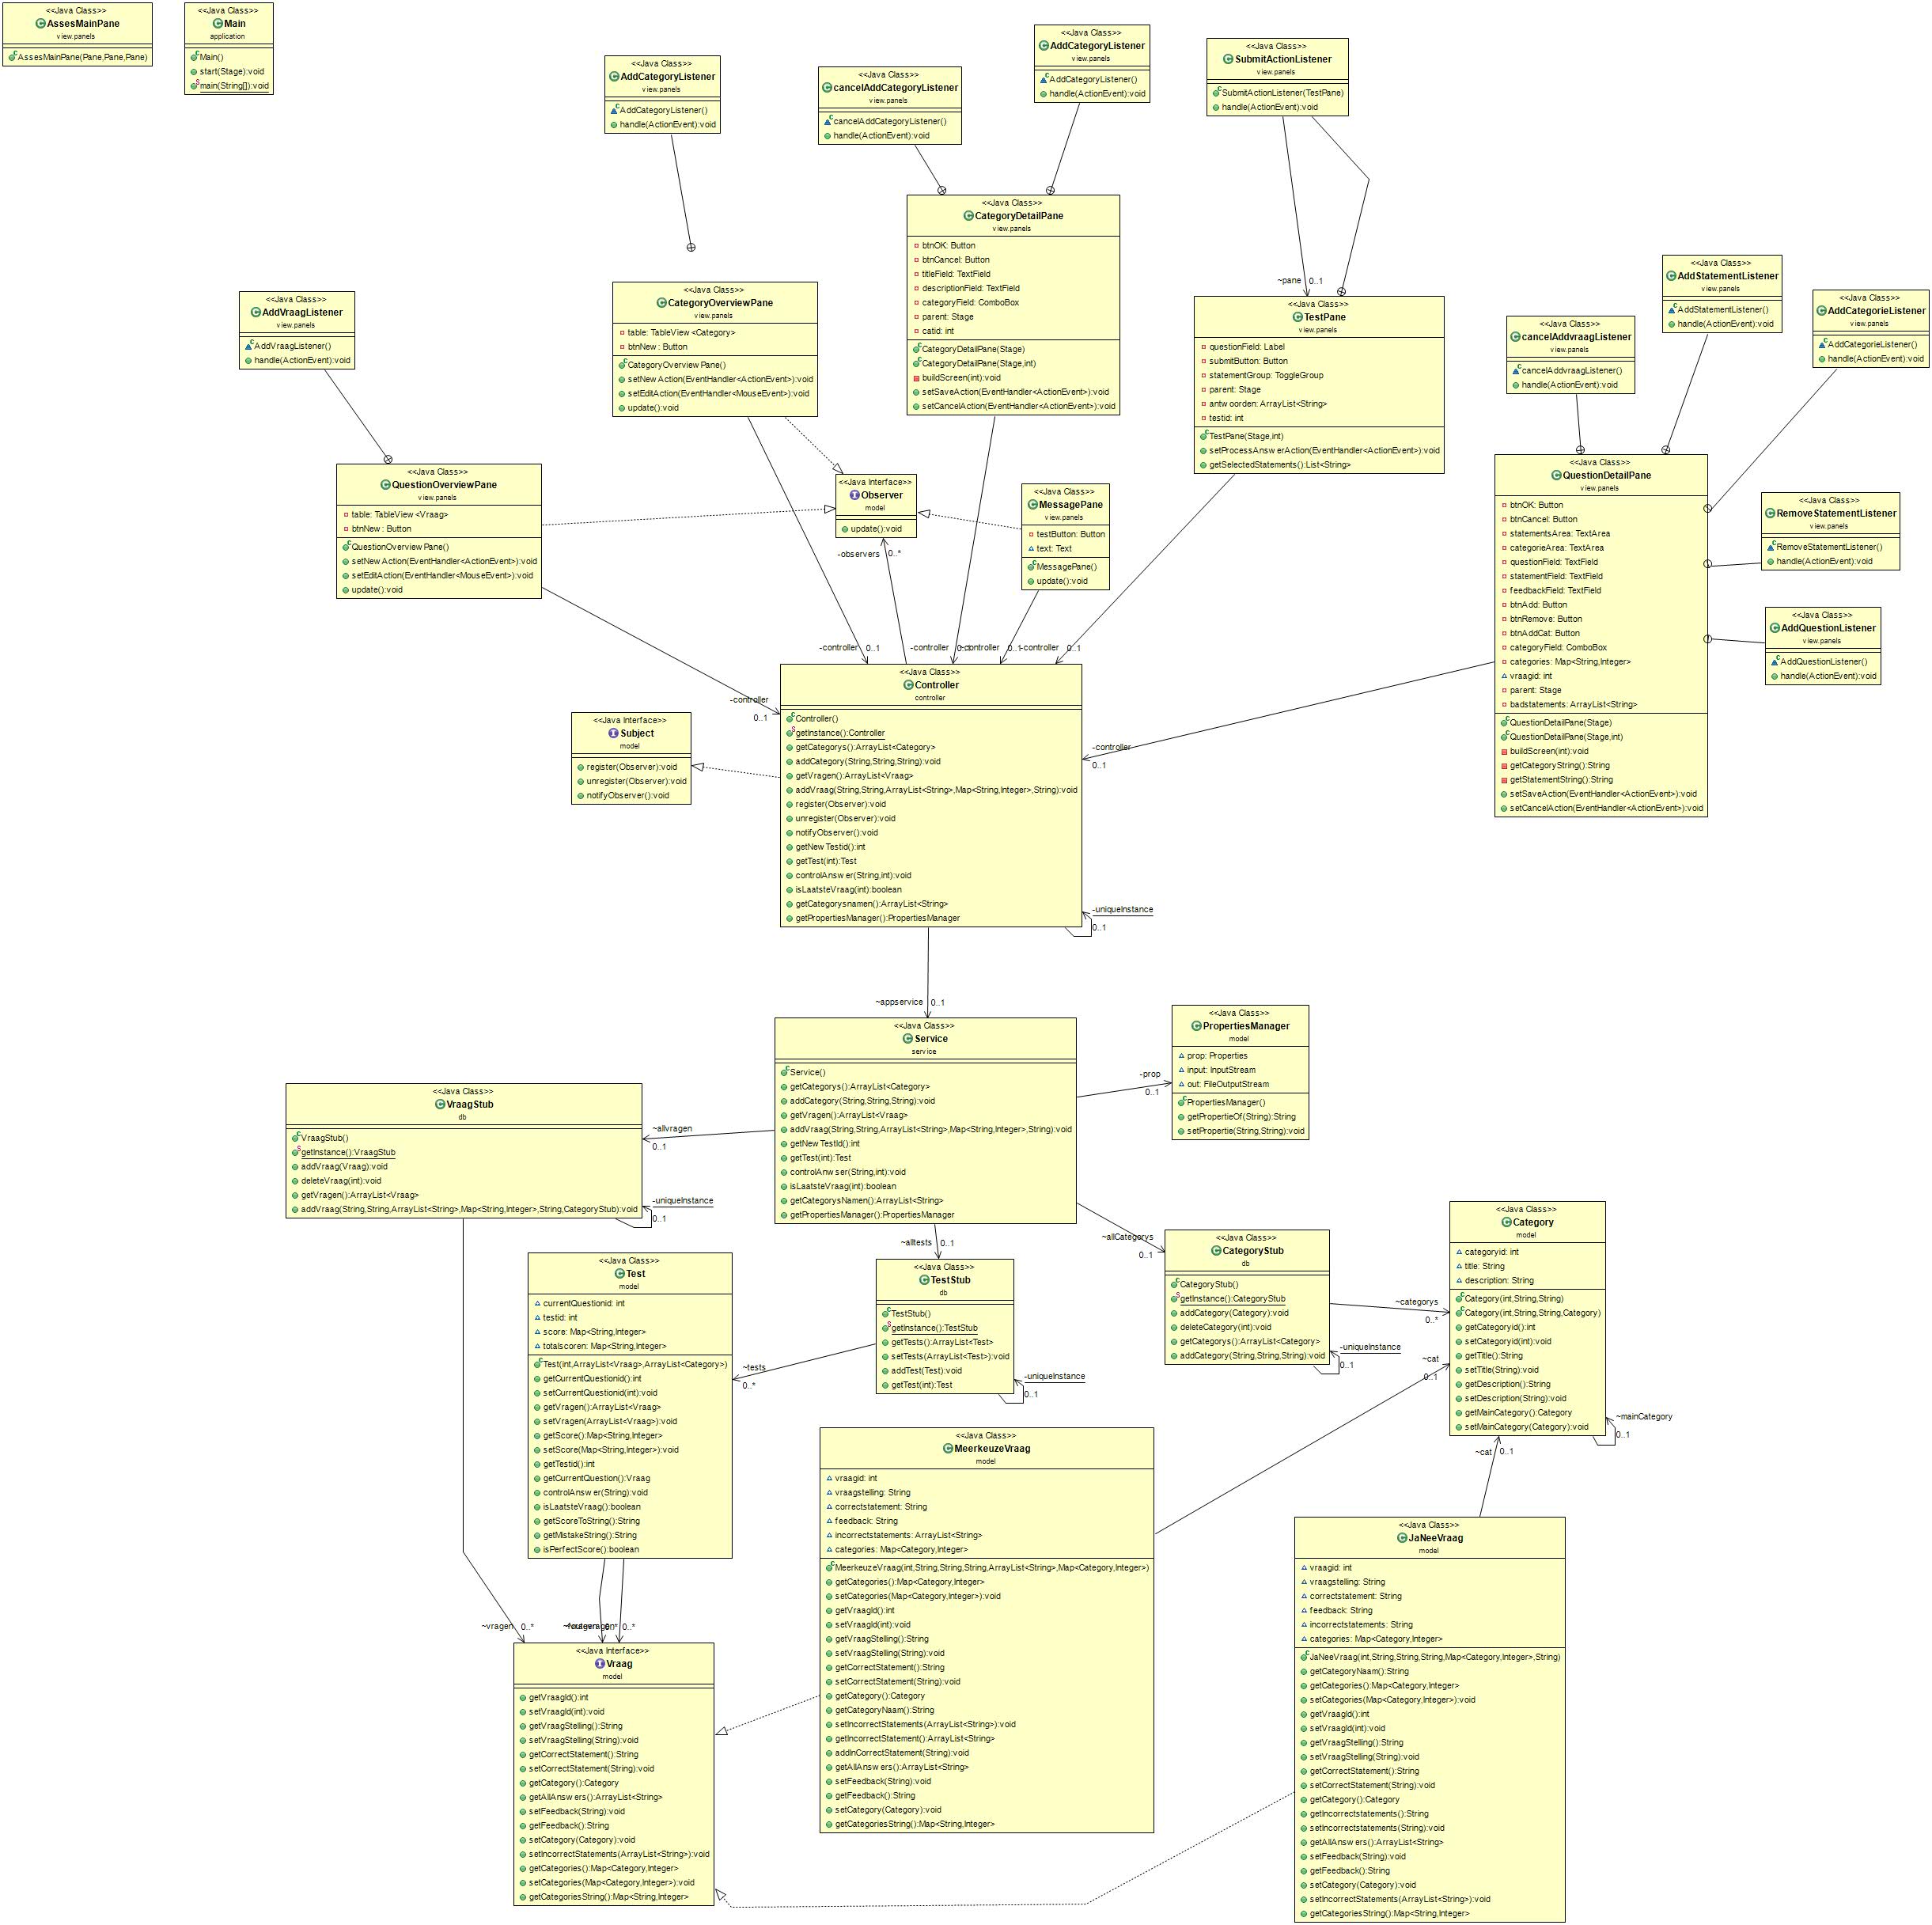 <<Java Class>>
AssesMainPane
view.panels
AssesMainPane(Pane,Pane,Pane)
<<Java Class>>
Main
application
Main()
start(Stage):void
main(String[]):void
<<Java Class>>
AddCategoryListener
view.panels
AddCategoryListener()
handle(ActionEvent):void
<<Java Class>>
cancelAddCategoryListener
view.panels
cancelAddCategoryListener()
handle(ActionEvent):void
<<Java Class>>
AddCategoryListener
view.panels
AddCategoryListener()
handle(ActionEvent):void
<<Java Class>>
SubmitActionListener
view.panels
SubmitActionListener(TestPane)
handle(ActionEvent):void
<<Java Class>>
CategoryDetailPane
view.panels
btnOK: Button
btnCancel: Button
titleField: TextField
descriptionField: TextField
categoryField: ComboBox
parent: Stage
catid: int
CategoryDetailPane(Stage)
CategoryDetailPane(Stage,int)
buildScreen(int):void
setSaveAction(EventHandler<ActionEvent>):void
setCancelAction(EventHandler<ActionEvent>):void
<<Java Class>>
CategoryOverviewPane
view.panels
table: TableView<Category>
btnNew: Button
CategoryOverviewPane()
setNewAction(EventHandler<ActionEvent>):void
setEditAction(EventHandler<MouseEvent>):void
update():void
~pane 0..1
<<Java Class>>
TestPane
view.panels
questionField: Label
submitButton: Button
statementGroup: ToggleGroup
parent: Stage
antwoorden: ArrayList<String>
testid: int
TestPane(Stage,int)
setProcessAnswerAction(EventHandler<ActionEvent>):void
getSelectedStatements():List<String>
<<Java Class>>
AddVraagListener
view.panels
AddVraagListener()
handle(ActionEvent):void
<<Java Class>>
cancelAddvraagListener
view.panels
cancelAddvraagListener()
handle(ActionEvent):void
<<Java Class>>
AddStatementListener
view.panels
AddStatementListener()
handle(ActionEvent):void
<<Java Class>>
AddCategorieListener
view.panels
AddCategorieListener()
handle(ActionEvent):void
<<Java Class>>
QuestionOverviewPane
view.panels
table: TableView<Vraag>
btnNew: Button
QuestionOverviewPane()
setNewAction(EventHandler<ActionEvent>):void
setEditAction(EventHandler<MouseEvent>):void
update():void
<<Java Interface>>
Observer
model
update():void
-observers 0..*
<<Java Class>>
MessagePane
view.panels
testButton: Button
text: Text
MessagePane()
update():void
<<Java Class>>
QuestionDetailPane
view.panels
btnOK: Button
btnCancel: Button
statementsArea: TextArea
categorieArea: TextArea
questionField: TextField
statementField: TextField
feedbackField: TextField
btnAdd: Button
btnRemove: Button
btnAddCat: Button
categoryField: ComboBox
categories: Map<String,Integer>
vraagid: int
parent: Stage
badstatements: ArrayList<String>
QuestionDetailPane(Stage)
QuestionDetailPane(Stage,int)
buildScreen(int):void
getCategoryString():String
getStatementString():String
setSaveAction(EventHandler<ActionEvent>):void
setCancelAction(EventHandler<ActionEvent>):void
<<Java Class>>
RemoveStatementListener
view.panels
RemoveStatementListener()
handle(ActionEvent):void
<<Java Class>>
AddQuestionListener
view.panels
AddQuestionListener()
handle(ActionEvent):void
-controller 0..1
-controller
controller 0..1
-controller 0..1
-controller
0..1
-controller
0..1
<<Java Class>>
Controller
controller
Controller()
getInstance():Controller
getCategorys():ArrayList<Category>
addCategory(String,String,String):void
getVragen():ArrayList<Vraag>
addVraag(String,String,ArrayList<String>,Map<String,Integer>,String):void
register(Observer):void
unregister(Observer):void
notifyObserver():void
getNewTestid():int
getTest(int):Test
controlAnswer(String,int):void
isLaatsteVraag(int):boolean
getCategorysnamen():ArrayList<String>
getPropertiesManager():PropertiesManager
-uniqueInstance
0..1
<<Java Interface>>
Subject
model
register(Observer):void
unregister(Observer):void
notifyObserver():void
~appservice 0..1
<<Java Class>>
Service
service
Service()
getCategorys():ArrayList<Category>
addCategory(String,String,String):void
getVragen():ArrayList<Vraag>
addVraag(String,String,ArrayList<String>,Map<String,Integer>,String):void
getNewTestId():int
getTest(int):Test
controlAnwser(String,int):void
isLaatsteVraag(int):boolean
getCategorysNamen():ArrayList<String>
getPropertiesManager():PropertiesManager
-prop
0..1
<<Java Class>>
PropertiesManager
model
prop: Properties
input: InputStream
out: FileOutputStream
PropertiesManager()
getPropertieOf(String):String
setPropertie(String,String):void
~allvragen
0..1
<<Java Class>>
VraagStub
db
VraagStub()
getInstance():VraagStub
addVraag(Vraag):void
deleteVraag(int):void
getVragen():ArrayList<Vraag>
addVraag(String,String,ArrayList<String>,Map<String,Integer>,String,CategoryStub):void
-uniqueInstance
0..1
~alltests 0..1
~allCategorys
0..1
<<Java Class>>
CategoryStub
db
CategoryStub()
getInstance():CategoryStub
addCategory(Category):void
deleteCategory(int):void
getCategorys():ArrayList<Category>
addCategory(String,String,String):void
-uniqueInstance
0..1
~categorys
0..*
<<Java Class>>
Category
model
categoryid: int
title: String
description: String
Category(int,String,String)
Category(int,String,String,Category)
getCategoryid():int
setCategoryid(int):void
getTitle():String
setTitle(String):void
getDescription():String
setDescription(String):void
getMainCategory():Category
setMainCategory(Category):void
~mainCategory
0..1
~cat
0..1
~cat 0..1
<<Java Class>>
Test
model
currentQuestionid: int
testid: int
score: Map<String,Integer>
totalscoren: Map<String,Integer>
Test(int,ArrayList<Vraag>,ArrayList<Category>)
getCurrentQuestionid():int
setCurrentQuestionid(int):void
getVragen():ArrayList<Vraag>
setVragen(ArrayList<Vraag>):void
getScore():Map<String,Integer>
setScore(Map<String,Integer>):void
getTestid():int
getCurrentQuestion():Vraag
controlAnswer(String):void
isLaatsteVraag():boolean
getScoreToString():String
getMistakeString():String
isPerfectScore():boolean
<<Java Class>>
TestStub
db
TestStub()
getInstance():TestStub
getTests():ArrayList<Test>
setTests(ArrayList<Test>):void
addTest(Test):void
getTest(int):Test
-uniqueInstance
0..1
~tests
0..*
<<Java Class>>
MeerkeuzeVraag
model
vraagid: int
vraagstelling: String
correctstatement: String
feedback: String
incorrectstatements: ArrayList<String>
categories: Map<Category,Integer>
MeerkeuzeVraag(int,String,String,String,ArrayList<String>,Map<Category,Integer>)
getCategories():Map<Category,Integer>
setCategories(Map<Category,Integer>):void
getVraagId():int
setVraagId(int):void
getVraagStelling():String
setVraagStelling(String):void
getCorrectStatement():String
setCorrectStatement(String):void
getCategory():Category
getCategoryNaam():String
setIncorrectStatements(ArrayList<String>):void
getIncorrectStatement():ArrayList<String>
addInCorrectStatement(String):void
getAllAnswers():ArrayList<String>
setFeedback(String):void
getFeedback():String
setCategory(Category):void
getCategoriesString():Map<String,Integer>
<<Java Class>>
JaNeeVraag
model
vraagid: int
vraagstelling: String
correctstatement: String
feedback: String
incorrectstatements: String
categories: Map<Category,Integer>
JaNeeVraag(int,String,String,String,Map<Category,Integer>,String)
getCategoryNaam():String
getCategories():Map<Category,Integer>
setCategories(Map<Category,Integer>):void
getVraagId():int
setVraagId(int):void
getVraagStelling():String
setVraagStelling(String):void
getCorrectStatement():String
setCorrectStatement(String):void
getCategory():Category
getIncorrectstatements():String
setIncorrectstatements(String):void
getAllAnswers():ArrayList<String>
setFeedback(String):void
getFeedback():String
setCategory(Category):void
setIncorrectStatements(ArrayList<String>):void
getCategoriesString():Map<String,Integer>
~vragen 0..*
0..*
<<Java Interface>>
Vraag
model
getVraagId():int
setVraagId(int):void
getVraagStelling():String
setVraagStelling(String):void
getCorrectStatement():String
setCorrectStatement(String):void
getCategory():Category
getAllAnswers():ArrayList<String>
setFeedback(String):void
getFeedback():String
setCategory(Category):void
setIncorrectStatements(ArrayList<String>):void
getCategories():Map<Category,Integer>
setCategories(Map<Category,Integer>):void
getCategoriesString():Map<String,Integer>